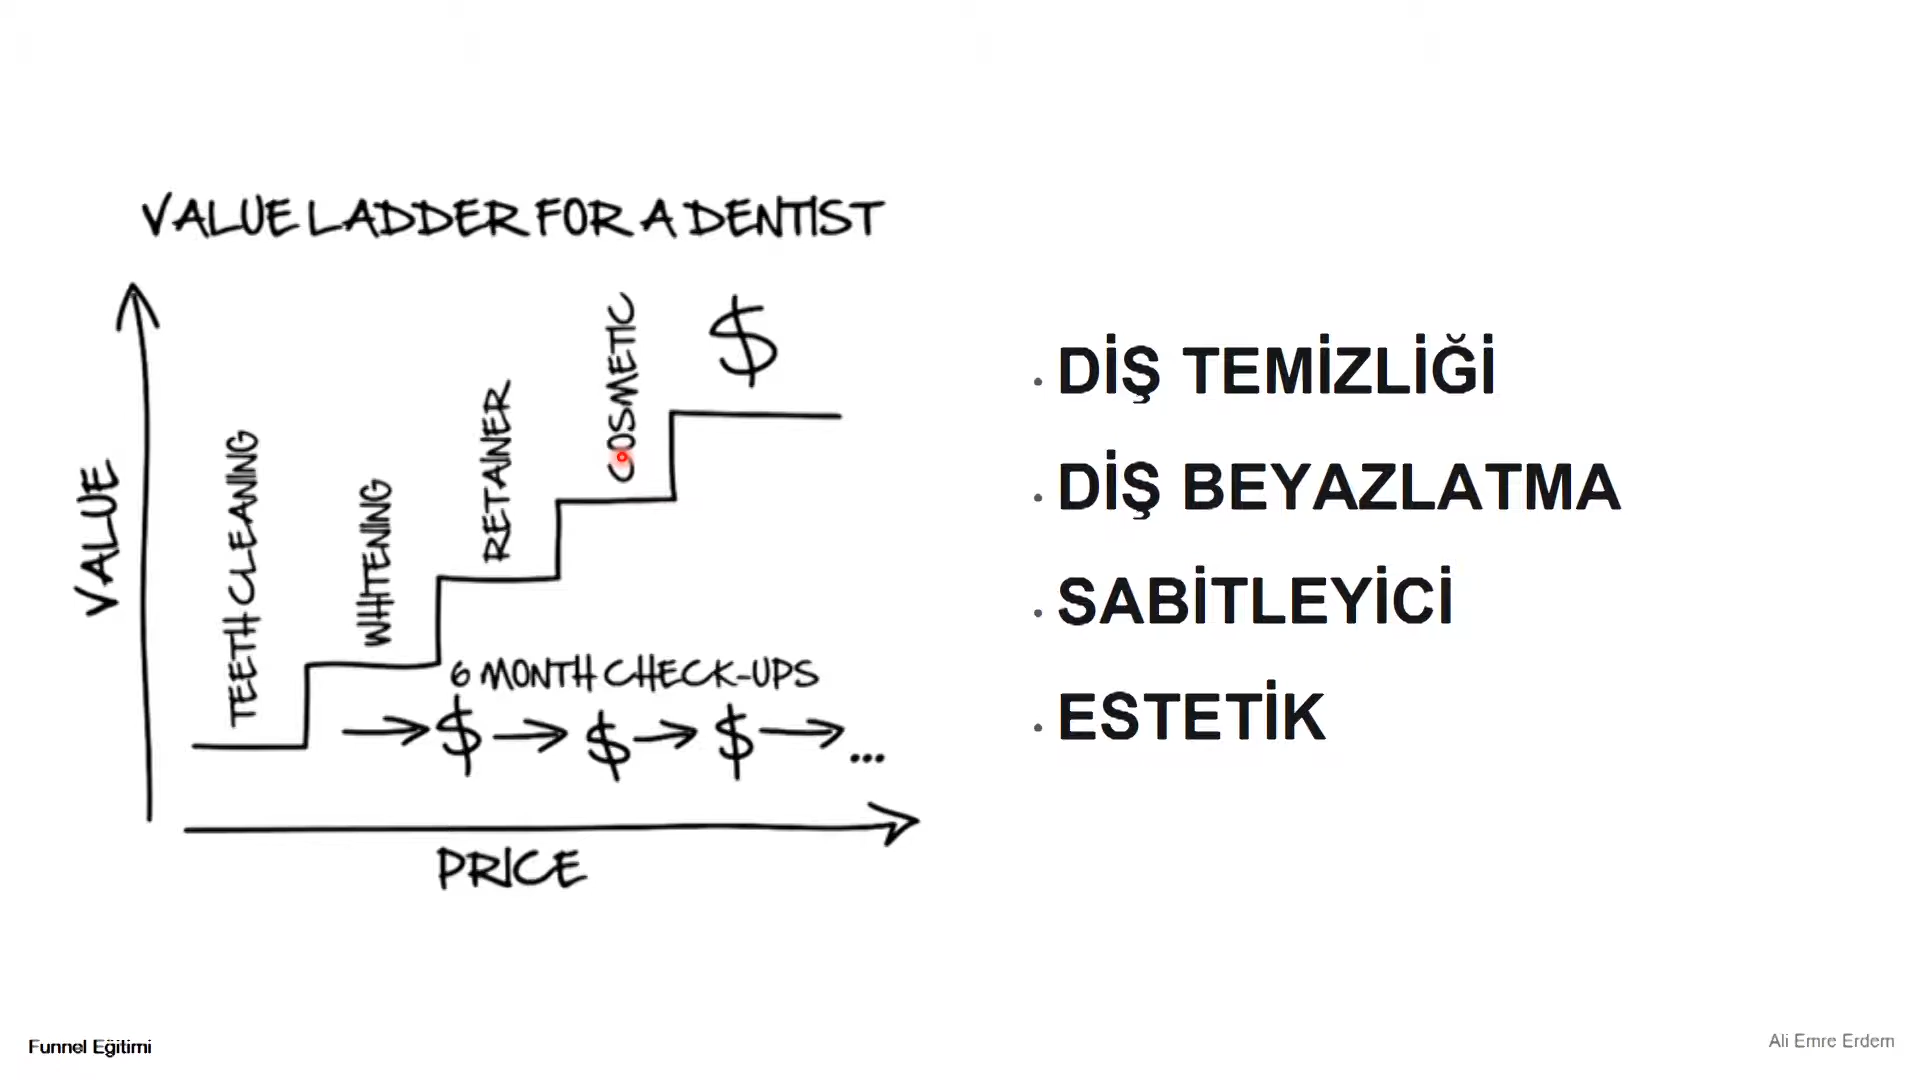 VALUE LADDER FOR A DENTIST
VALUE
TEETH CLEANING
WHITENING
RETAINER
COSMETIC
$
6 MONTH CHECK-UPS
$ $ $ ...
PRICE
DİŞ TEMİZLİĞİ
DİŞ BEYAZLATMA
SABİTLEYİCİ
ESTETİK
Funnel Eğitimi
Ali Emre Erdem